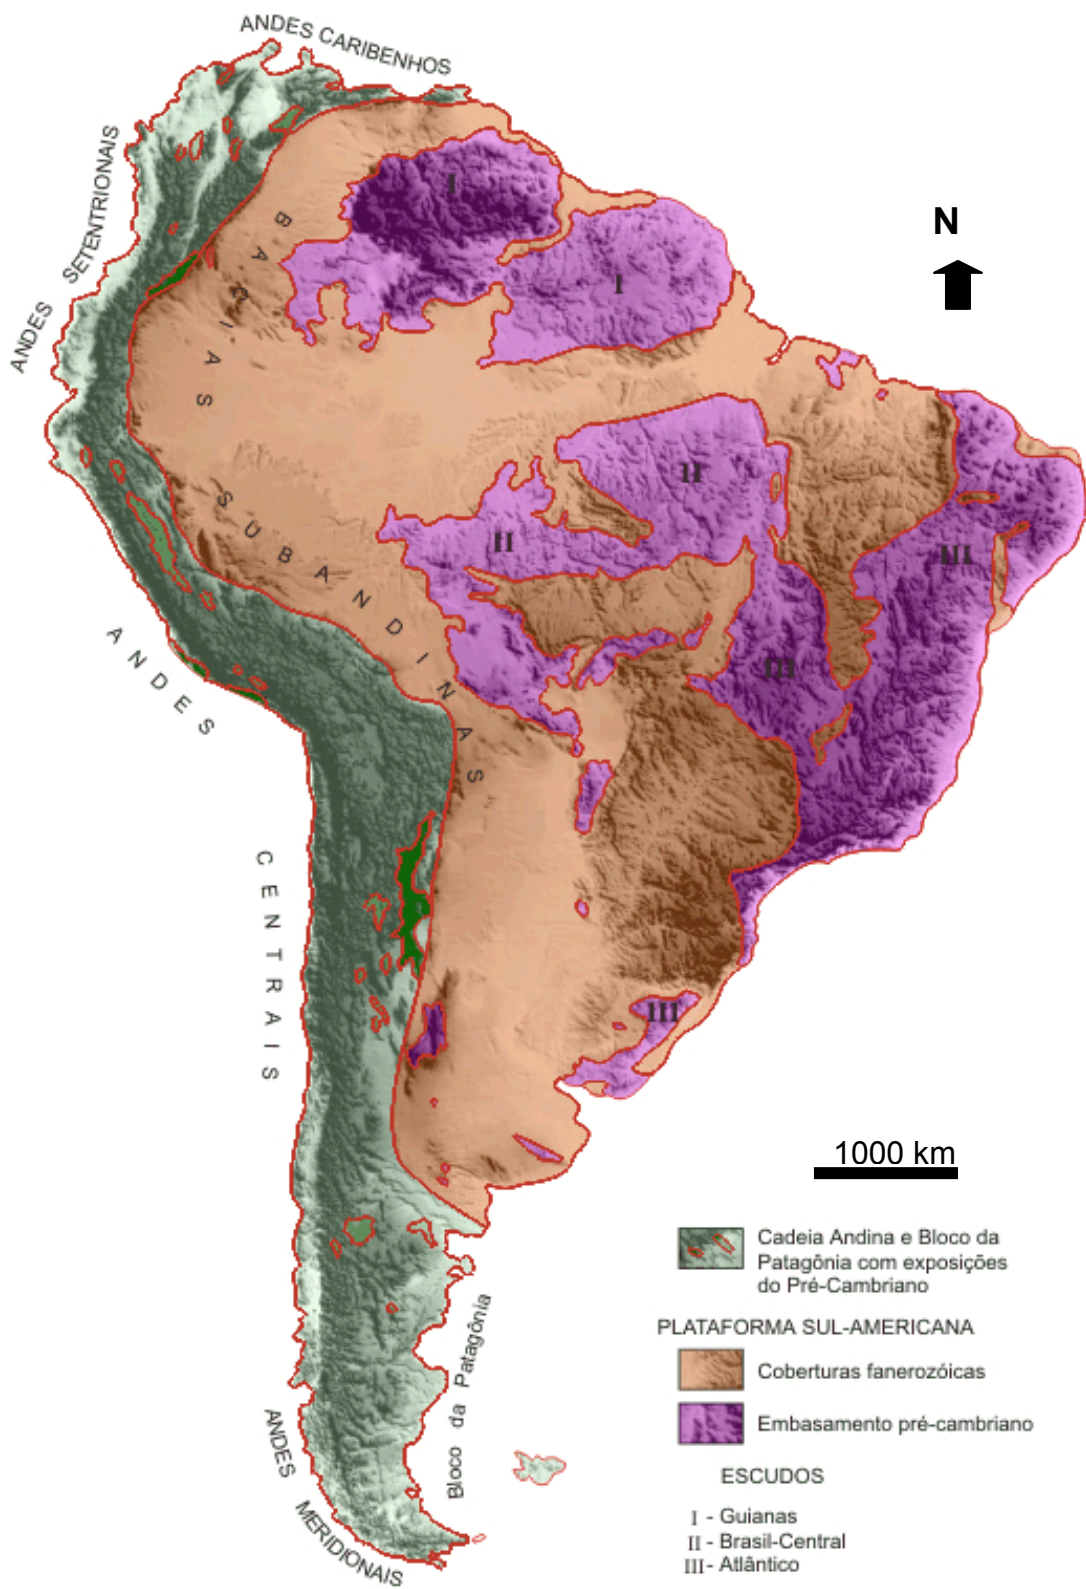 ANDES CARIBENHOS
ANDES SETENTRIONAIS
N
I
I
BACIAS SUBANDINAS
II
II
III
III
III
ANDES CENTRAIS
1000 km
Cadeia Andina e Bloco da
Patagônia com exposições
do Pré-Cambriano
PLATAFORMA SUL-AMERICANA
Coberturas fanerozóicas
Embasamento pré-cambriano
ESCUDOS
I - Guianas
II - Brasil-Central
III- Atlântico
Bloco da Patagônia
ANDES MERIDIONAIS